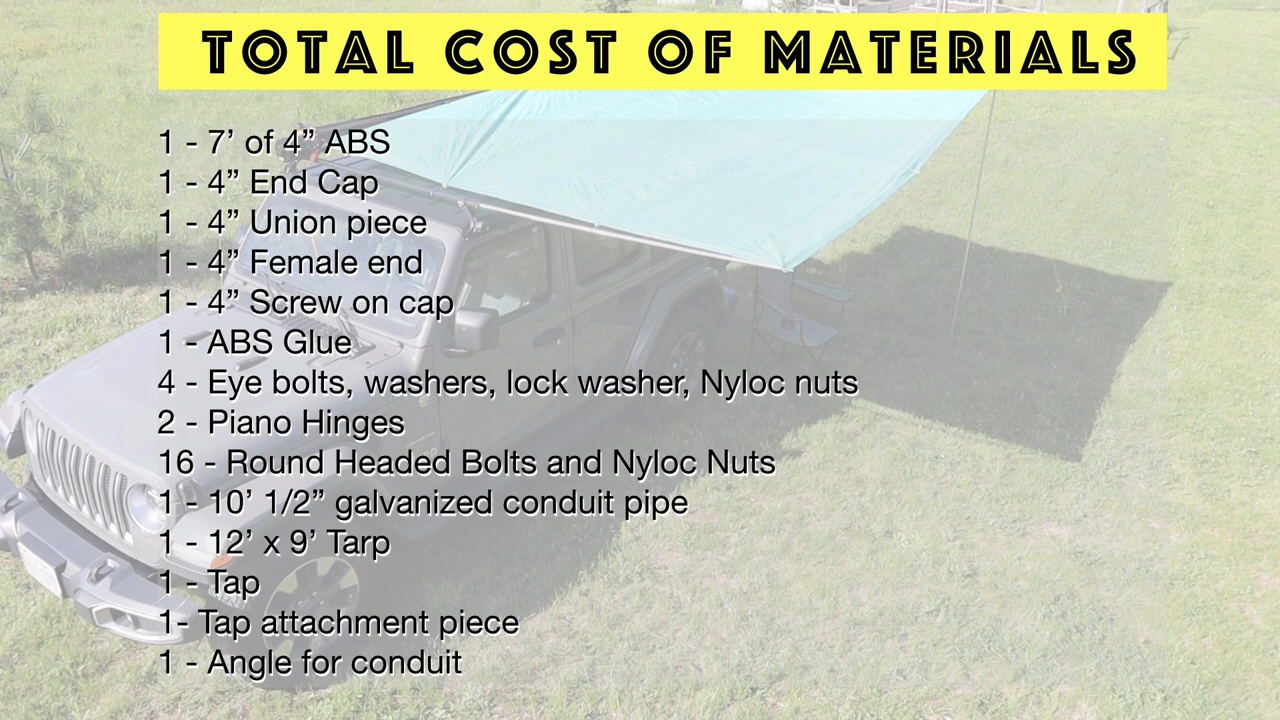 TOTAL COST OF MATERIALS
1 - 7’ of 4” ABS
1 - 4” End Cap
1 - 4” Union piece
1 - 4” Female end
1 - 4” Screw on cap
1 - ABS Glue
4 - Eye bolts, washers, lock washer, Nyloc nuts
2 - Piano Hinges
16 - Round Headed Bolts and Nyloc Nuts
1 - 10’ 1/2” galvanized conduit pipe
1 - 12’ x 9’ Tarp
1 - Tap
1- Tap attachment piece
1 - Angle for conduit